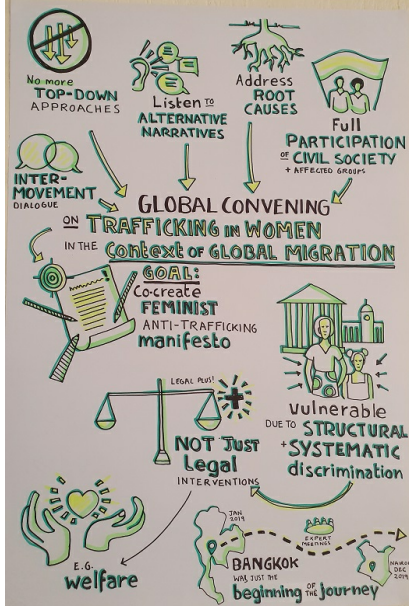 No more
TOP-DOWN
APPROACHES
Listen TO
ALTERNATIVE
NARRATIVES
Address
ROOT
CAUSES
Full
PARTICIPATION
OF CIVIL SOCIETY
+ AFFECTED GROUPS
INTER-
MOVEMENT
DIALOGUE
GLOBAL CONVENING
ON TRAFFICKING IN WOMEN
IN THE Context OF GLOBAL MIGRATION
GOAL:
Co-create
FEMINIST
ANTI-TRAFFICKING
manifesto
Vulnerable
DUE TO STRUCTURAL
+ SYSTEMATIC
discrimination
LEGAL PLUS!
NOT JUST
Legal
INTERVENTIONS
E.G.
welfare
JAN
2019
EXPERT
MEETINGS
NAIROBI
DEC
2019
BANGKOK
WAS JUST THE
beginning OF THE Journey